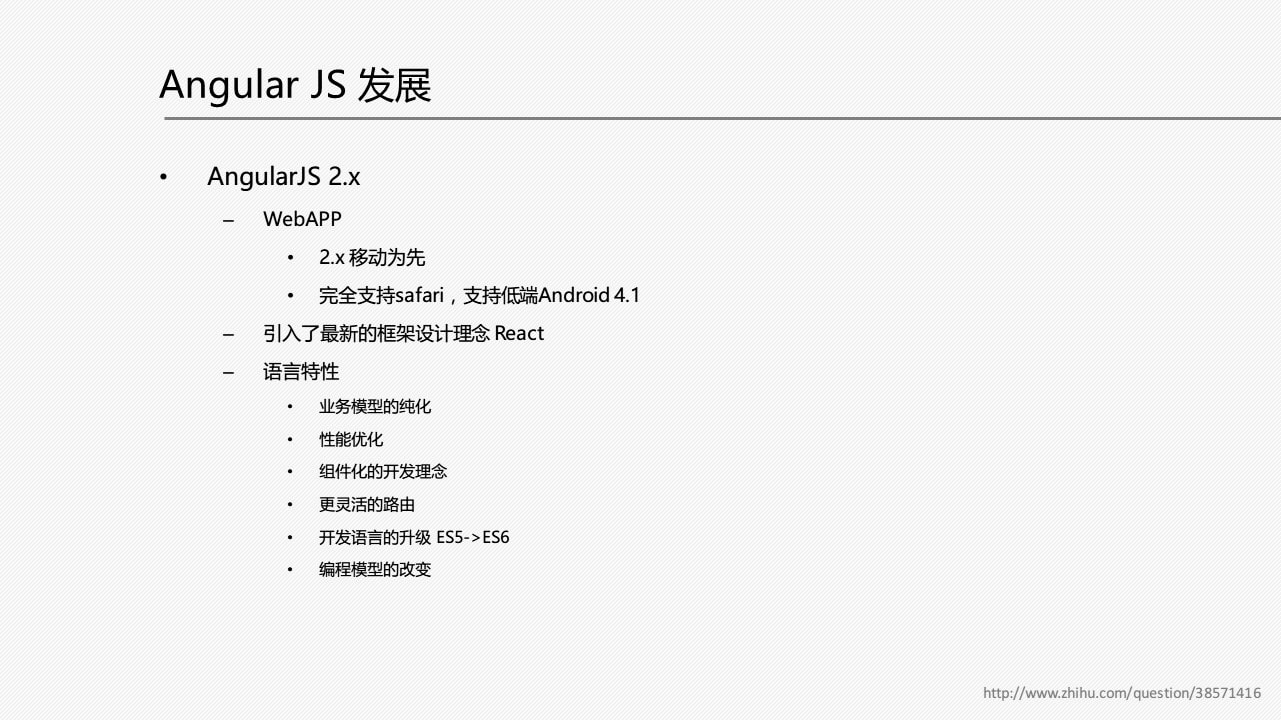 Angular JS 发展
• AngularJS 2.x
– WebAPP
• 2.x 移动为先
• 完全支持safari，支持低端Android 4.1
– 引入了最新的框架设计理念 React
– 语言特性
• 业务模型的纯化
• 性能优化
• 组件化的开发理念
• 更灵活的路由
• 开发语言的升级 ES5->ES6
• 编程模型的改变
http://www.zhihu.com/question/38571416